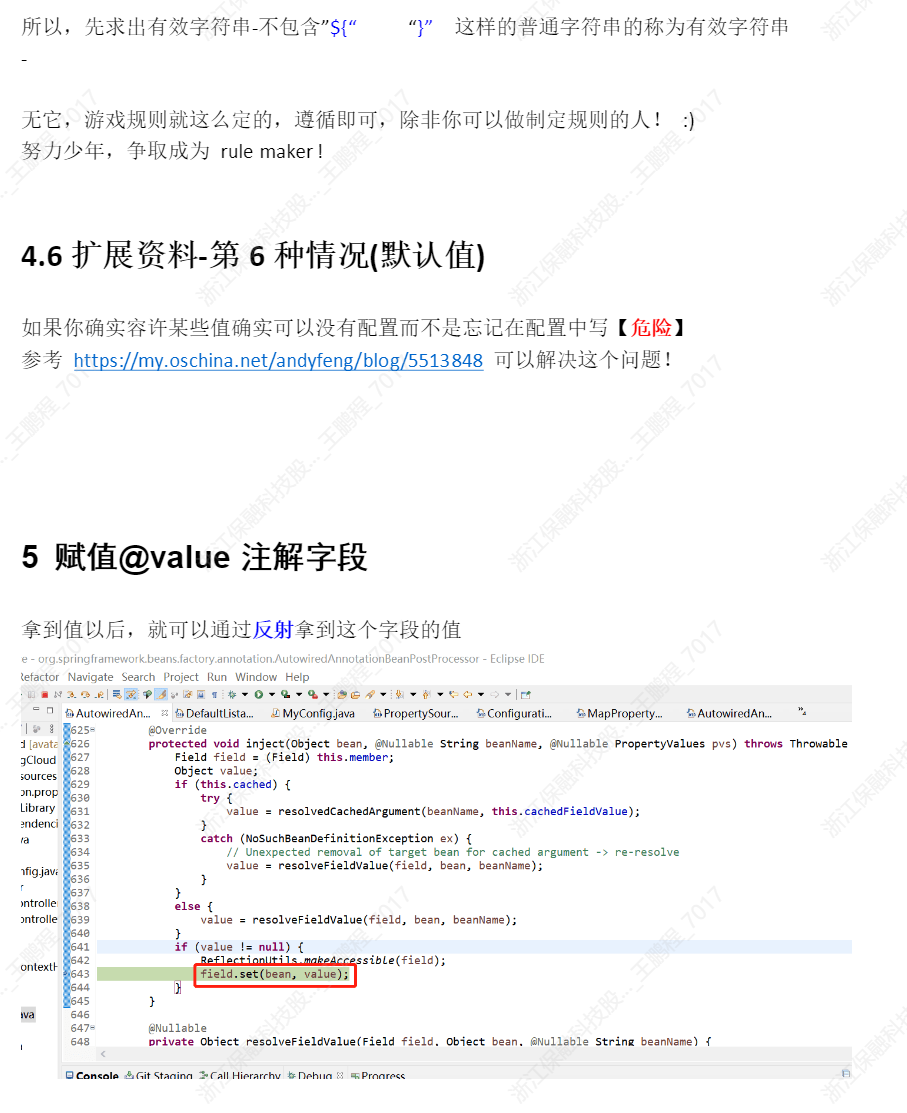 所以，先求出有效字符串-不包含”${“ “}” 这样的普通字符串的称为有效字符串
-
无它，游戏规则就这么定的，遵循即可，除非你可以做制定规则的人！ :)
努力少年，争取成为 rule maker！
4.6 扩展资料-第 6 种情况(默认值)
如果你确实容许某些值确实可以没有配置而不是忘记在配置中写【危险】
参考 https://my.oschina.net/andyfeng/blog/5513848 可以解决这个问题！
5 赋值@value 注解字段
拿到值以后，就可以通过反射拿到这个字段的值
e - org.springframework.beans.factory.annotation.AutowiredAnnotationBeanPostProcessor - Eclipse IDE
Refactor Navigate Search Project Run Window Help
AutowiredAn... DefaultLista... MyConfig.java PropertySour... Configurati... MapProperty... AutowiredAn...
625 @Override
626 protected void inject(Object bean, @Nullable String beanName, @Nullable PropertyValues pvs) throws Throwable
627 Field field = (Field) this.member;
628 Object value;
629 if (this.cached) {
630 try {
631 value = resolvedCachedArgument(beanName, this.cachedFieldValue);
632 }
633 catch (NoSuchBeanDefinitionException ex) {
634 // Unexpected removal of target bean for cached argument -> re-resolve
635 value = resolveFieldValue(field, bean, beanName);
636 }
637 }
638 else {
639 value = resolveFieldValue(field, bean, beanName);
640 }
641 if (value != null) {
642 ReflectionUtils.makeAccessible(field);
643 field.set(bean, value);
644 }
645 }
646
647 @Nullable
648 private Object resolveFieldValue(Field field, Object bean, @Nullable String beanName) {
Console Git Staging Call Hierarchy Debug Progress
浙江保融科技股..._王鹏程_7017